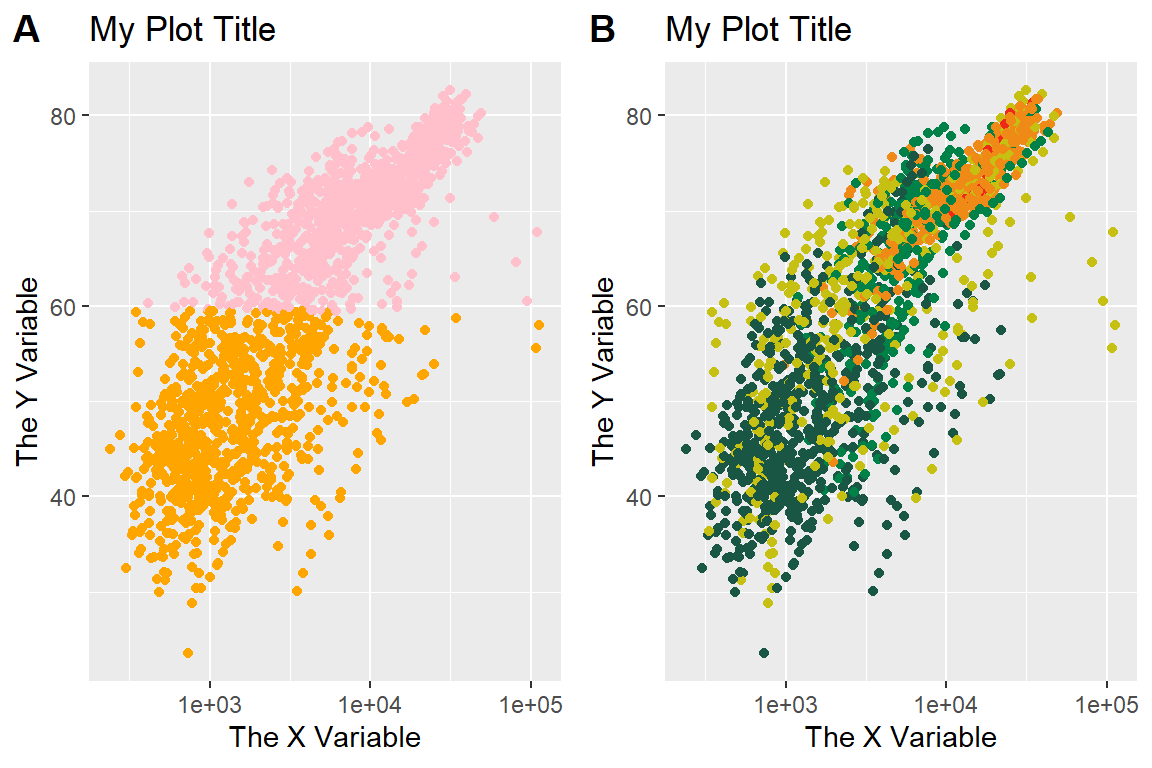 A My Plot Title
80
60
40
The Y Variable
1e+03 1e+04 1e+05
The X Variable
B My Plot Title
80
60
40
The Y Variable
1e+03 1e+04 1e+05
The X Variable